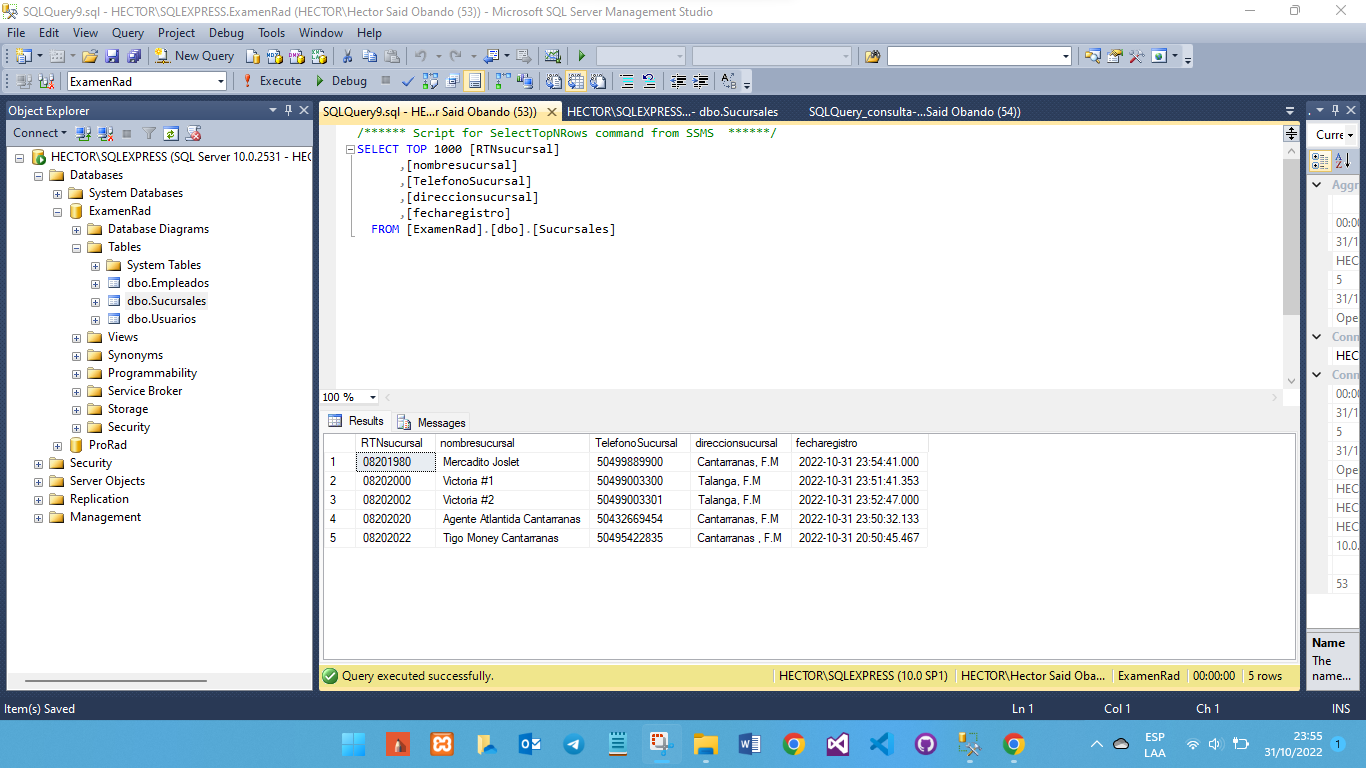 SQLQuery9.sql - HECTOR\SQLEXPRESS.ExamenRad (HECTOR\Hector Said Obando (53)) - Microsoft SQL Server Management Studio
File Edit View Query Project Debug Tools Window Help
New Query
ExamenRad Execute Debug
Object Explorer
Connect
HECTOR\SQLEXPRESS (SQL Server 10.0.2531 - HEC
Databases
System Databases
ExamenRad
Database Diagrams
Tables
System Tables
dbo.Empleados
dbo.Sucursales
dbo.Usuarios
Views
Synonyms
Programmability
Service Broker
Storage
Security
ProRad
Security
Server Objects
Replication
Management
SQLQuery9.sql - HE...r Said Obando (53)) HECTOR\SQLEXPRESS...- dbo.Sucursales SQLQuery_consulta-...Said Obando (54))
/****** Script for SelectTopNRows command from SSMS ******/
SELECT TOP 1000 [RTNsucursal]
,[nombresucursal]
,[TelefonoSucursal]
,[direccionsucursal]
,[fecharegistro]
FROM [ExamenRad].[dbo].[Sucursales]
100 %
Results Messages
RTNsucursal nombresucursal TelefonoSucursal direccionsucursal fecharegistro
1 08201980 Mercadito Joslet 50499889900 Cantarranas, F.M 2022-10-31 23:54:41.000
2 08202000 Victoria #1 50499003300 Talanga, F.M 2022-10-31 23:51:41.353
3 08202002 Victoria #2 50499003301 Talanga, F.M 2022-10-31 23:52:47.000
4 08202020 Agente Atlantida Cantarranas 50432669454 Cantarranas, F.M 2022-10-31 23:50:32.133
5 08202022 Tigo Money Cantarranas 50495422835 Cantarranas , F.M 2022-10-31 20:50:45.467
Query executed successfully. HECTOR\SQLEXPRESS (10.0 SP1) HECTOR\Hector Said Oba... ExamenRad 00:00:00 5 rows
Curre
Aggr
00:00
31/1
HEC
5
31/1
Ope
Conn
HEC
Conn
00:00
31/1
5
31/1
Ope
HEC
HEC
HEC
10.0
53
Name
The
name...
Item(s) Saved Ln 1 Col 1 Ch 1 INS
ESP
LAA
23:55
31/10/2022
1